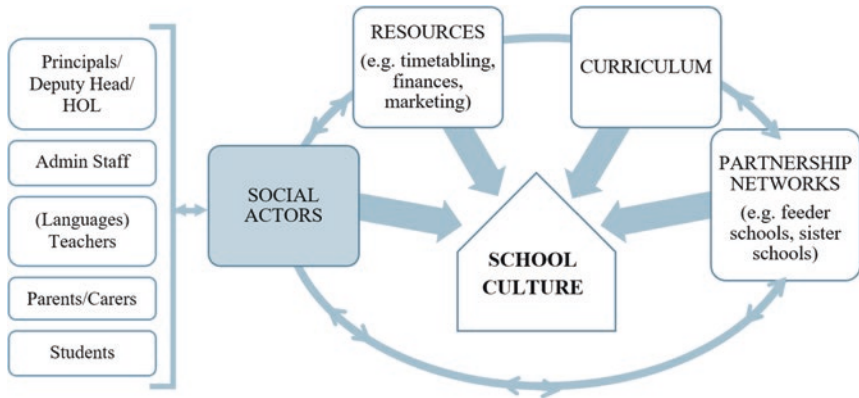 Principals/
Deputy Head/
HOL
Admin Staff
(Languages)
Teachers
Parents/Carers
Students
SOCIAL
ACTORS
RESOURCES
(e.g. timetabling,
finances,
marketing)
CURRICULUM
PARTNERSHIP
NETWORKS
(e.g. feeder
schools, sister
schools)
SCHOOL
CULTURE